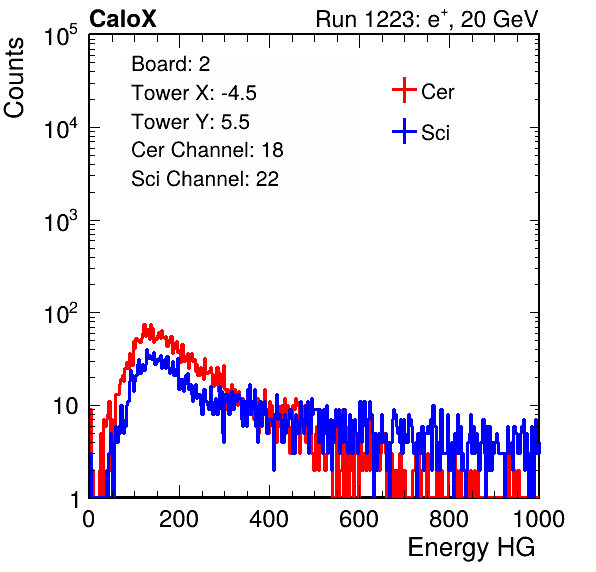 CaloX Run 1223: e⁺, 20 GeV
Counts
Board: 2
Tower X: -4.5
Tower Y: 5.5
Cer Channel: 18
Sci Channel: 22
Cer
Sci
10⁵
10⁴
10³
10²
10
1
0 200 400 600 800 1000
Energy HG